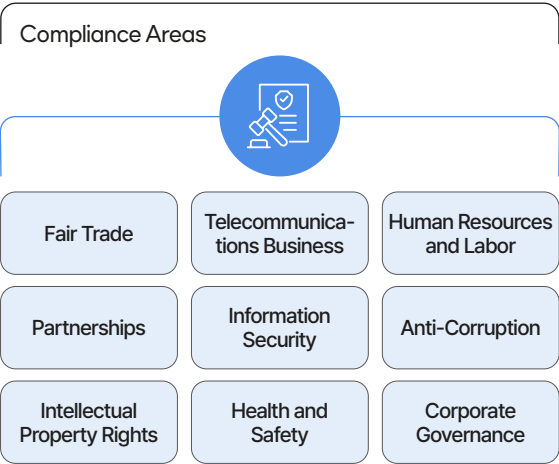 Compliance Areas
Fair Trade
Telecommunica-
tions Business
Human Resources
and Labor
Partnerships
Information
Security
Anti-Corruption
Intellectual
Property Rights
Health and
Safety
Corporate
Governance